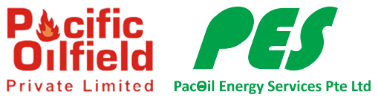 Pacific
Oilfield
Private Limited
PES
PacOil Energy Services Pte Ltd